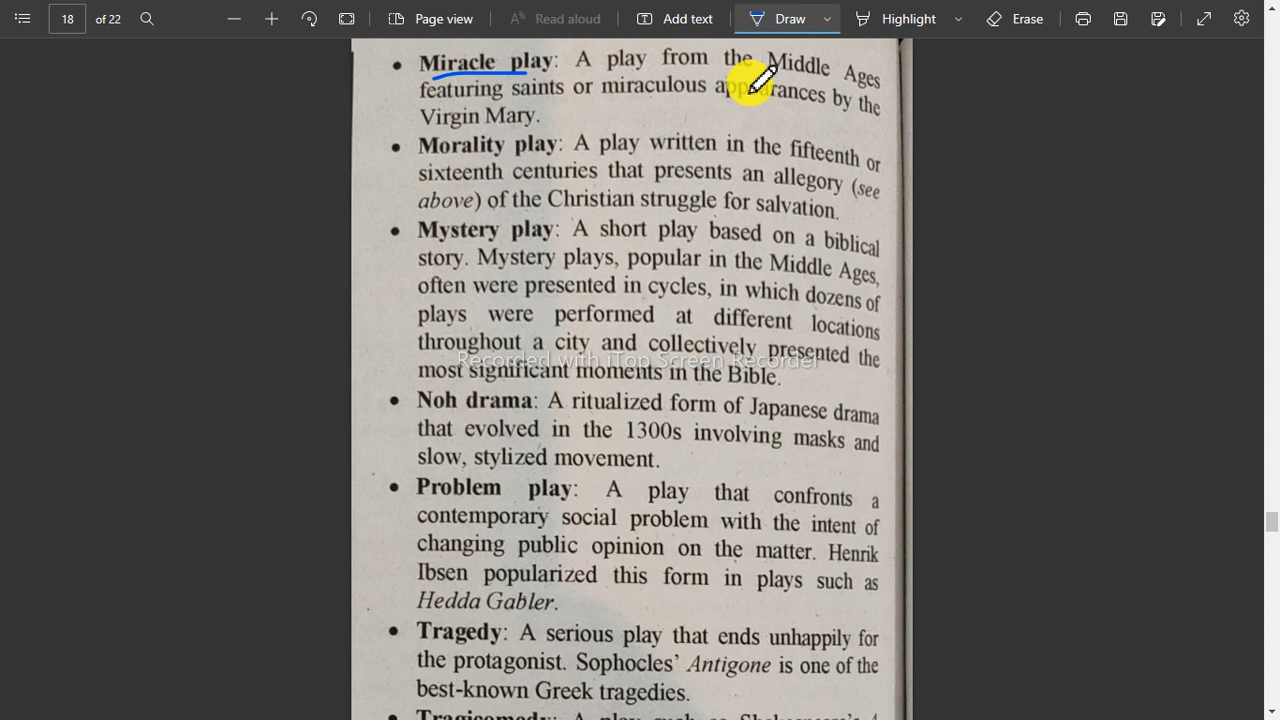 18 of 22 Page view Read aloud Add text Draw Highlight Erase
• Miracle play: A play from the Middle Ages
featuring saints or miraculous appearances by the
Virgin Mary.
• Morality play: A play written in the fifteenth or
sixteenth centuries that presents an allegory (see
above) of the Christian struggle for salvation.
• Mystery play: A short play based on a biblical
story. Mystery plays, popular in the Middle Ages,
often were presented in cycles, in which dozens of
plays were performed at different locations
throughout a city and collectively presented the
Recorded with iTop Screen Recorder
most significant moments in the Bible.
• Noh drama: A ritualized form of Japanese drama
that evolved in the 1300s involving masks and
slow, stylized movement.
• Problem play: A play that confronts a
contemporary social problem with the intent of
changing public opinion on the matter. Henrik
Ibsen popularized this form in plays such as
Hedda Gabler.
• Tragedy: A serious play that ends unhappily for
the protagonist. Sophocles' Antigone is one of the
best-known Greek tragedies.